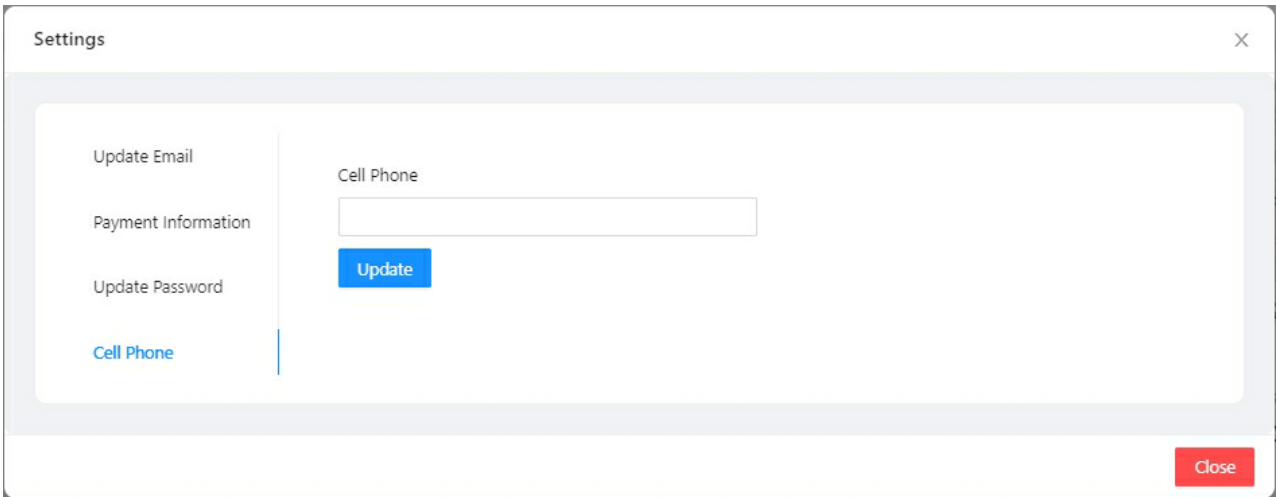 Settings
Update Email
Payment Information
Update Password
Cell Phone
Cell Phone
Update
Close